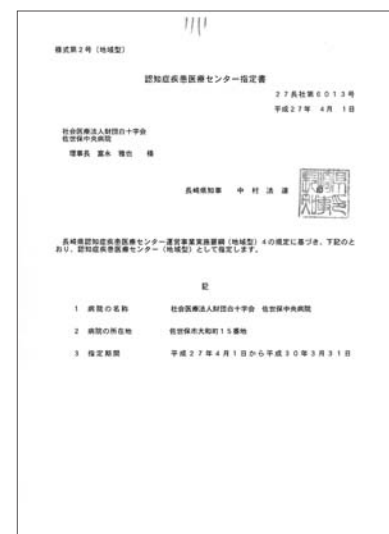 様式第2号（地域型）
認知症疾患医療センター指定書
27長社第6013号
平成27年 4月 1日
社会医療法人財団白十字会
佐世保中央病院
理事長 富永 雅也 様
長崎県知事 中村 法道
長崎県認知症疾患医療センター運営事業実施要綱（地域型）4の規定に基づき、下記のと
おり、認知症疾患医療センター（地域型）として指定します。
記
1 病院の名称 社会医療法人財団白十字会 佐世保中央病院
2 病院の所在地 佐世保市大和町15番地
3 指定期間 平成27年4月1日から平成30年3月31日